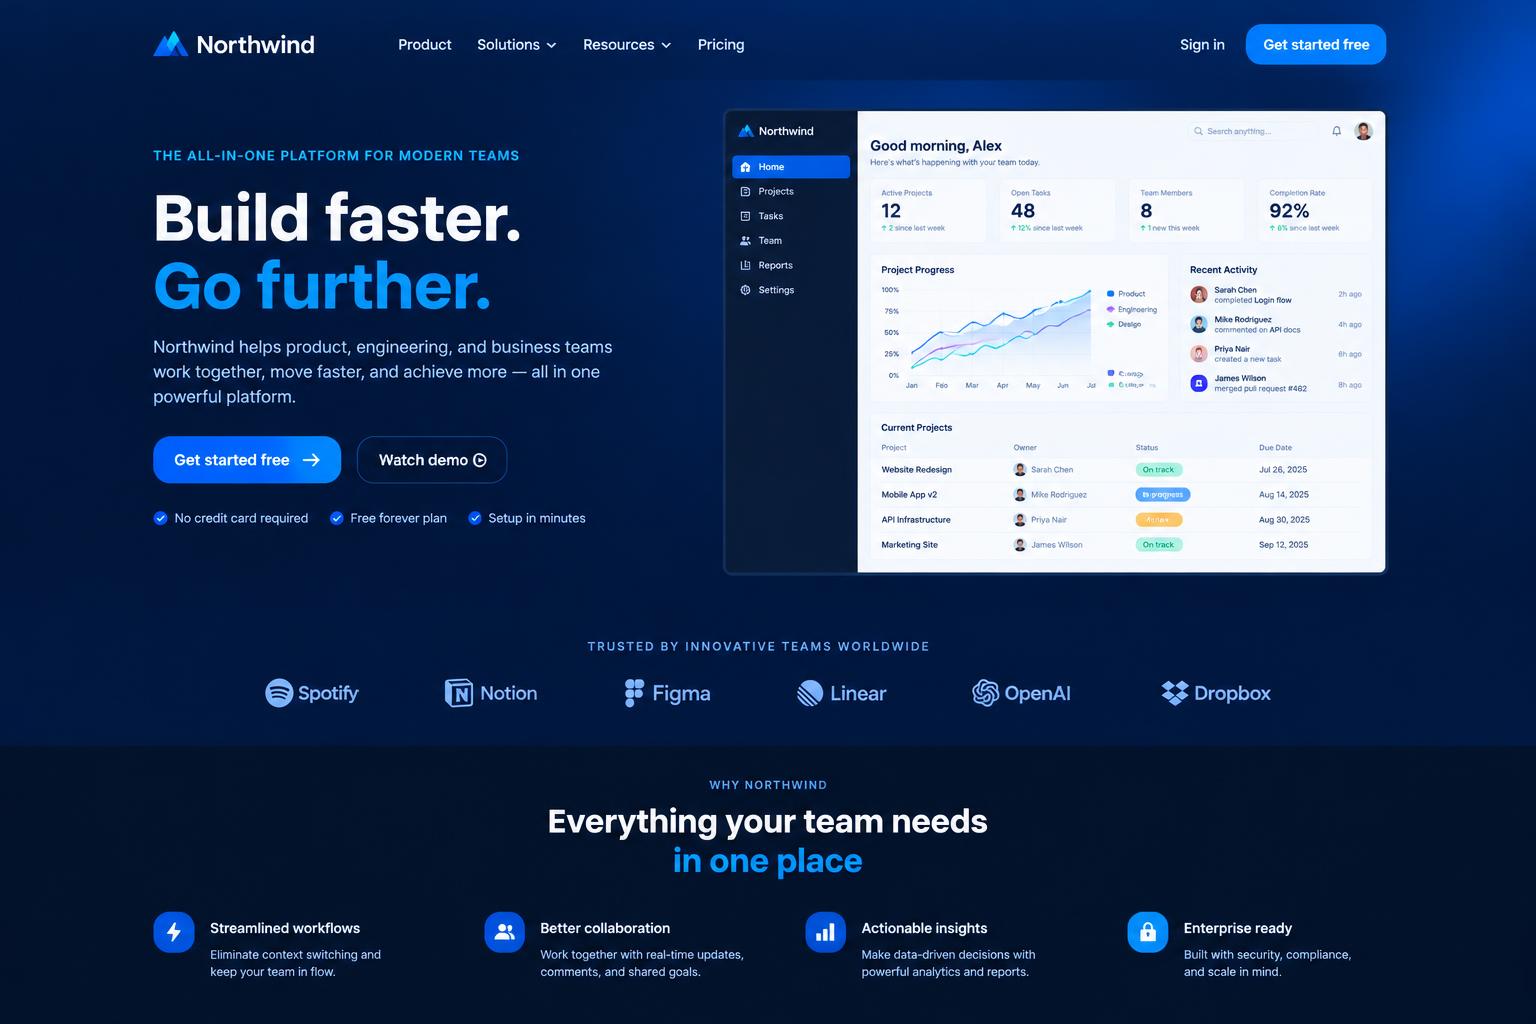 Northwind
Product
Solutions
Resources
Pricing
Sign in
Get started free
THE ALL-IN-ONE PLATFORM FOR MODERN TEAMS
Build faster.
Go further.
Northwind helps product, engineering, and business teams
work together, move faster, and achieve more — all in one
powerful platform.
Get started free
Watch demo
No credit card required
Free forever plan
Setup in minutes
Northwind
Home
Projects
Tasks
Team
Reports
Settings
Search anything...
Good morning, Alex
Here's what's happening with your team today.
Active Projects
12
↑ 2 since last week
Open Tasks
48
↑ 12% since last week
Team Members
8
↑ 1 new this week
Completion Rate
92%
↑ 6% since last week
Project Progress
100%
75%
50%
25%
0%
Jan
Feo
Mar
Apr
May
Jun
Jul
Product
Engineering
Design
Recent Activity
Sarah Chen
completed Login flow
2h ago
Mike Rodriguez
commented on API docs
4h ago
Priya Nair
created a new task
6h ago
James Wilson
merged pull request #462
8h ago
Current Projects
Project Owner Status Due Date
Website Redesign Sarah Chen On track Jul 26, 2025
Mobile App v2 Mike Rodriguez In progress Aug 14, 2025
API Infrastructure Priya Nair Aug 30, 2025
Marketing Site James Wilson On track Sep 12, 2025
TRUSTED BY INNOVATIVE TEAMS WORLDWIDE
Spotify
Notion
Figma
Linear
OpenAI
Dropbox
WHY NORTHWIND
Everything your team needs
in one place
Streamlined workflows
Eliminate context switching and
keep your team in flow.
Better collaboration
Work together with real-time updates,
comments, and shared goals.
Actionable insights
Make data-driven decisions with
powerful analytics and reports.
Enterprise ready
Built with security, compliance,
and scale in mind.